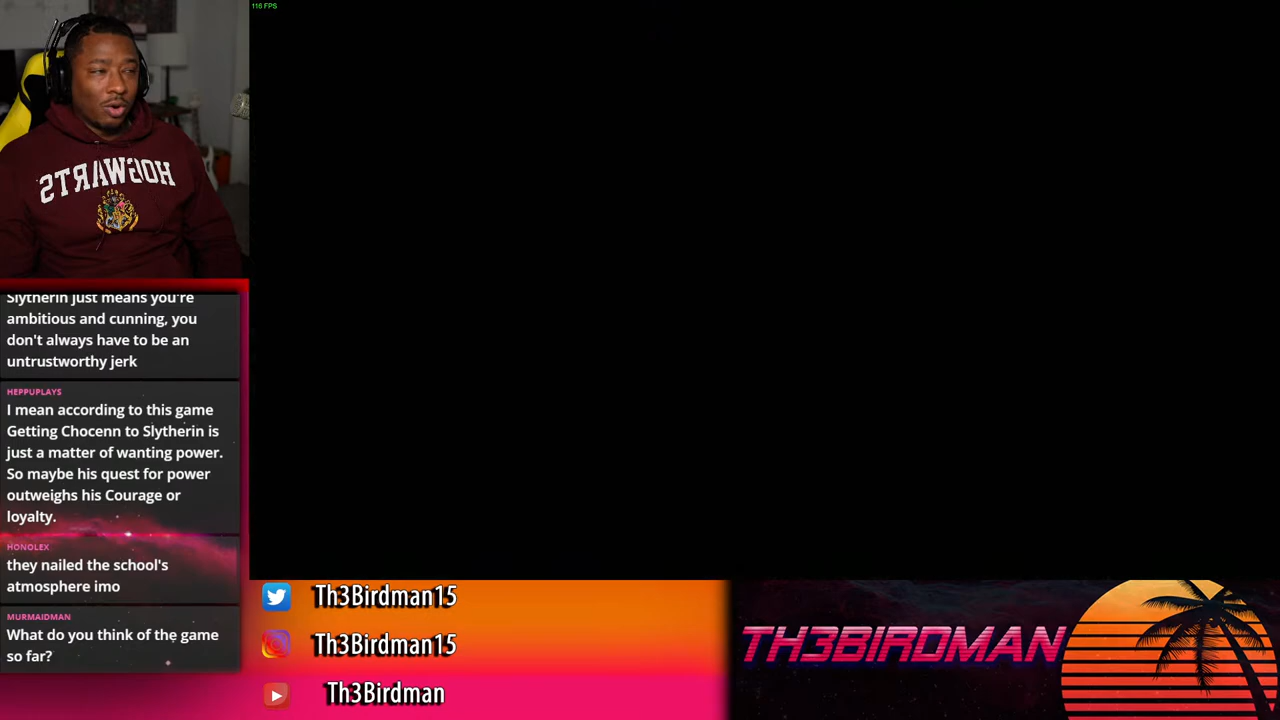 116 FPS
HOGWARTS
Slytherin just means you're
ambitious and cunning, you
don't always have to be an
untrustworthy jerk
HEPPUPLAYS
I mean according to this game
Getting Chocenn to Slytherin is
just a matter of wanting power.
So maybe his quest for power
outweighs his Courage or
loyalty.
HONOLEX
they nailed the school's
atmosphere imo
MURMAIDMAN
What do you think of the game
so far?
Th3Birdman15
Th3Birdman15
Th3Birdman
TH3BIRDMAN